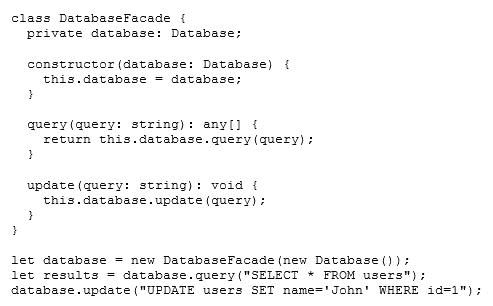 class DatabaseFacade {
  private database: Database;

  constructor(database: Database) {
    this.database = database;
  }

  query(query: string): any[] {
    return this.database.query(query);
  }

  update(query: string): void {
    this.database.update(query);
  }
}

let database = new DatabaseFacade(new Database());
let results = database.query("SELECT * FROM users");
database.update("UPDATE users SET name='John' WHERE id=1");